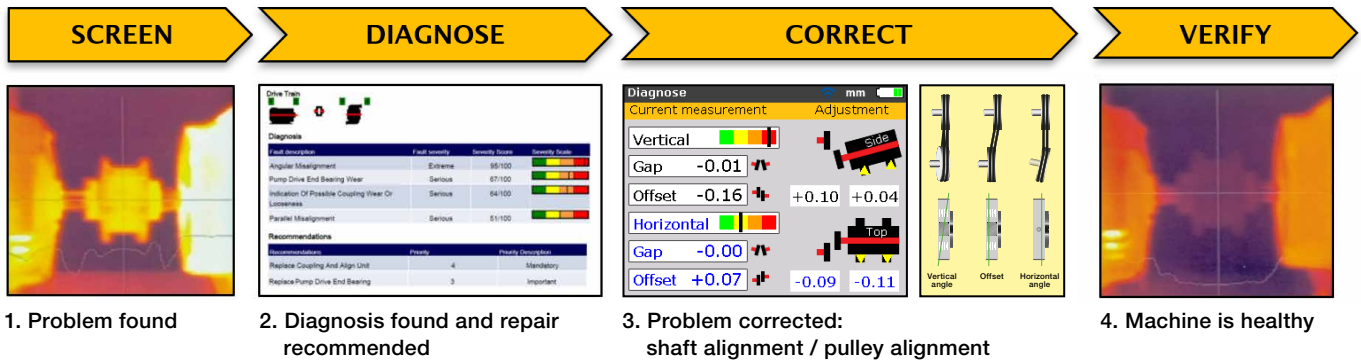 SCREEN
DIAGNOSE
CORRECT
VERIFY
Drive Train
Diagnosis
Fault description Fault severity Severity Score Severity Scale
Angular Misalignment Extreme 95/100
Pump Drive End Bearing Wear Serious 67/100
Indication Of Possible Coupling Wear Or Serious 64/100
Looseness
Parallel Misalignment Serious 51/100
Recommendations
Recommendations Priority Priority Description
Replace Coupling And Align Unit 4 Mandatory
Replace Pump Drive End Bearing 3 Important
Diagnose mm
Current measurement Adjustment
Vertical
Side
Gap -0.01
Offset -0.16 +0.10 +0.04
Horizontal
Top
Gap -0.00
Offset +0.07 -0.09 -0.11
Vertical angle
Offset
Horizontal angle
1. Problem found
2. Diagnosis found and repair
recommended
3. Problem corrected:
shaft alignment / pulley alignment
4. Machine is healthy